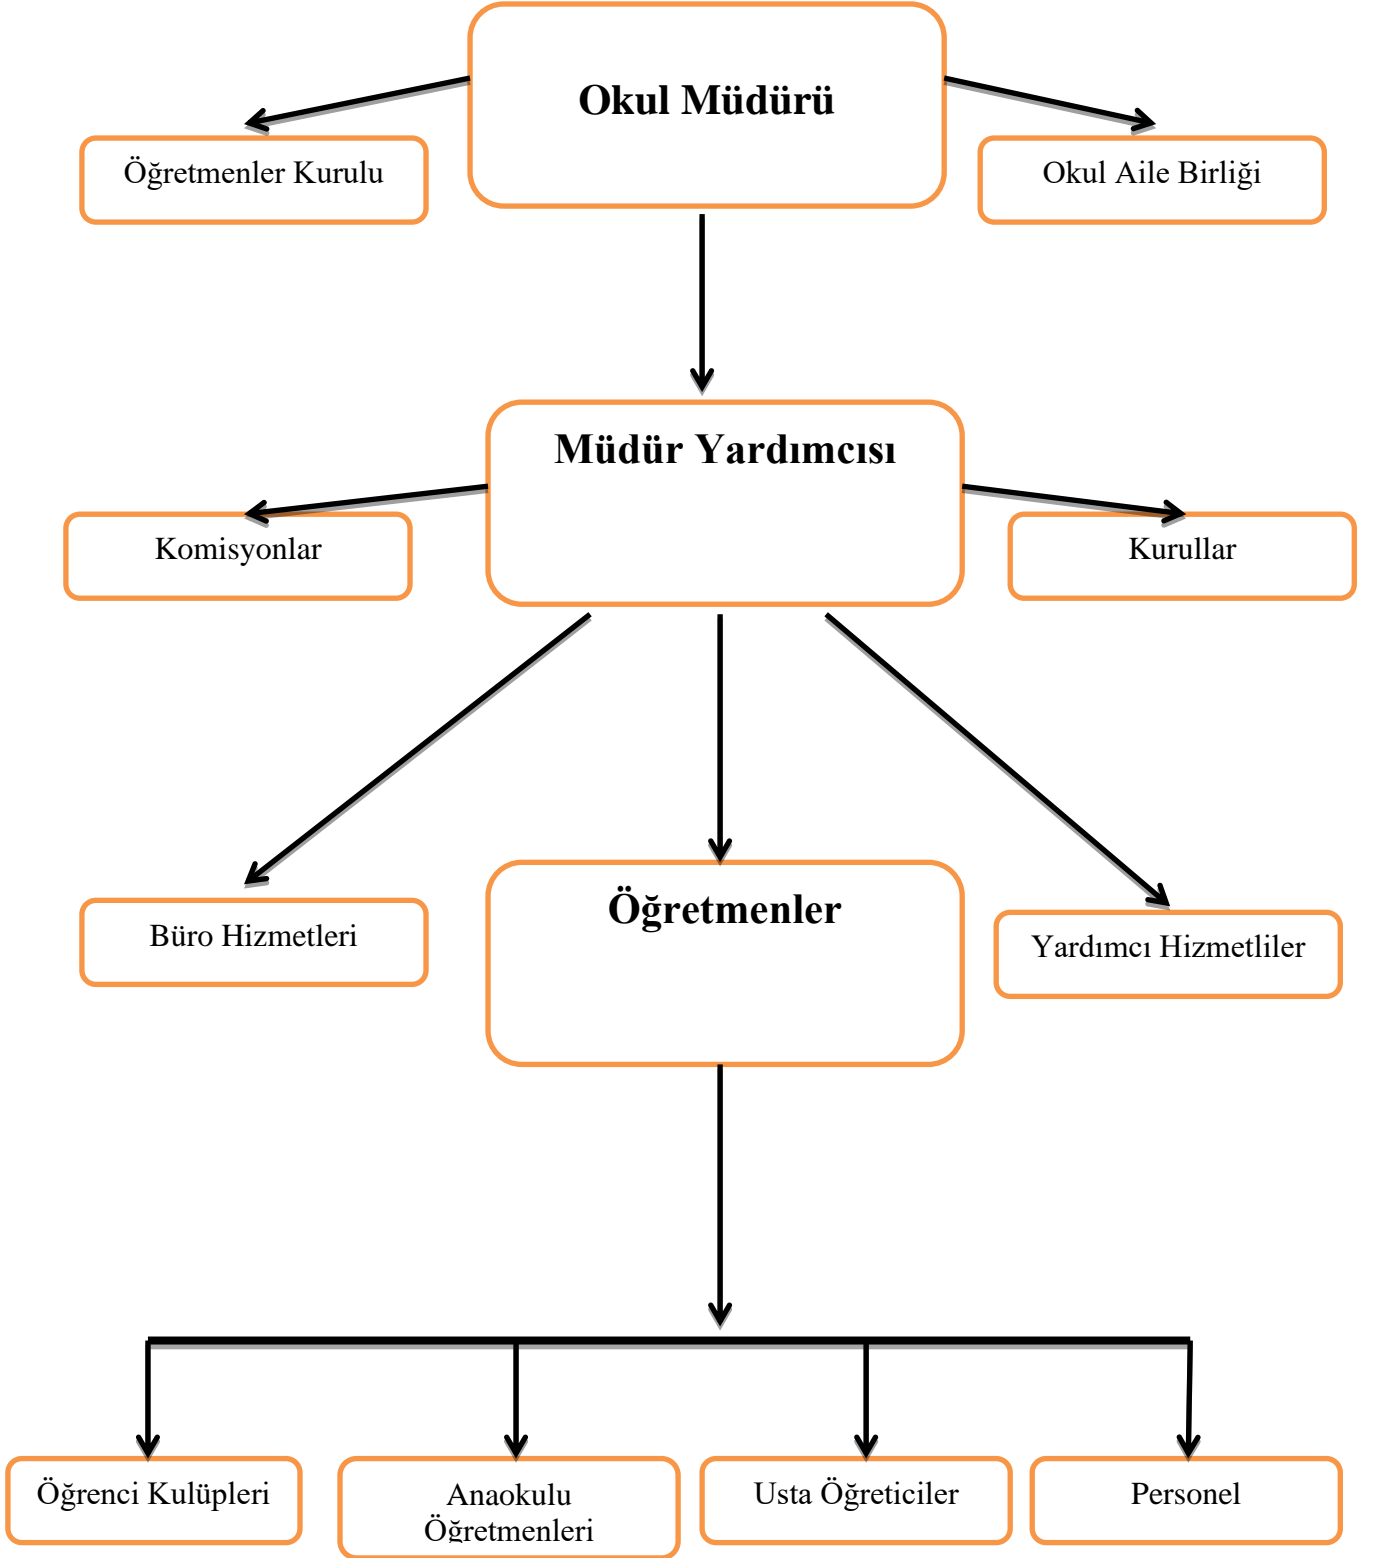 Okul Müdürü
Öğretmenler Kurulu
Okul Aile Birliği
Müdür Yardımcısı
Komisyonlar
Kurullar
Öğretmenler
Büro Hizmetleri
Yardımcı Hizmetliler
Öğrenci Kulüpleri
Anaokulu
Öğretmenleri
Usta Öğreticiler
Personel